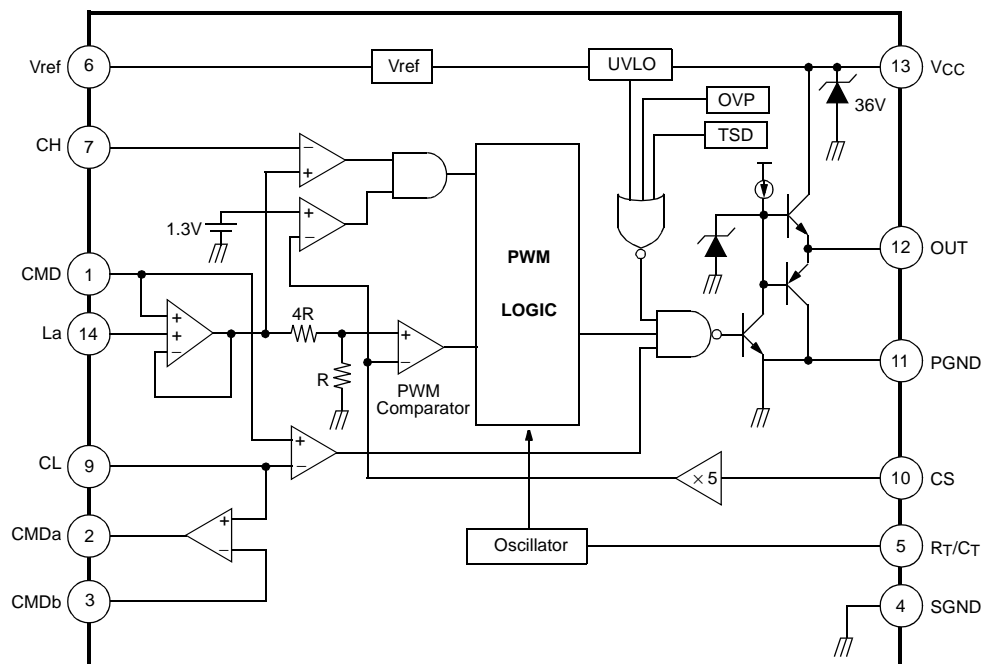 Vref 6 Vref UVLO 13 VCC
OVP 36V
TSD
CH 7 − +
1.3V + −
PWM
LOGIC
12 OUT
CMD 1
La 14 + + − 4R + −
R
PWM
Comparator
11 PGND
CL 9 + −
× 5 10 CS
CMDa 2 + −
Oscillator 5 RT/CT
CMDb 3
4 SGND